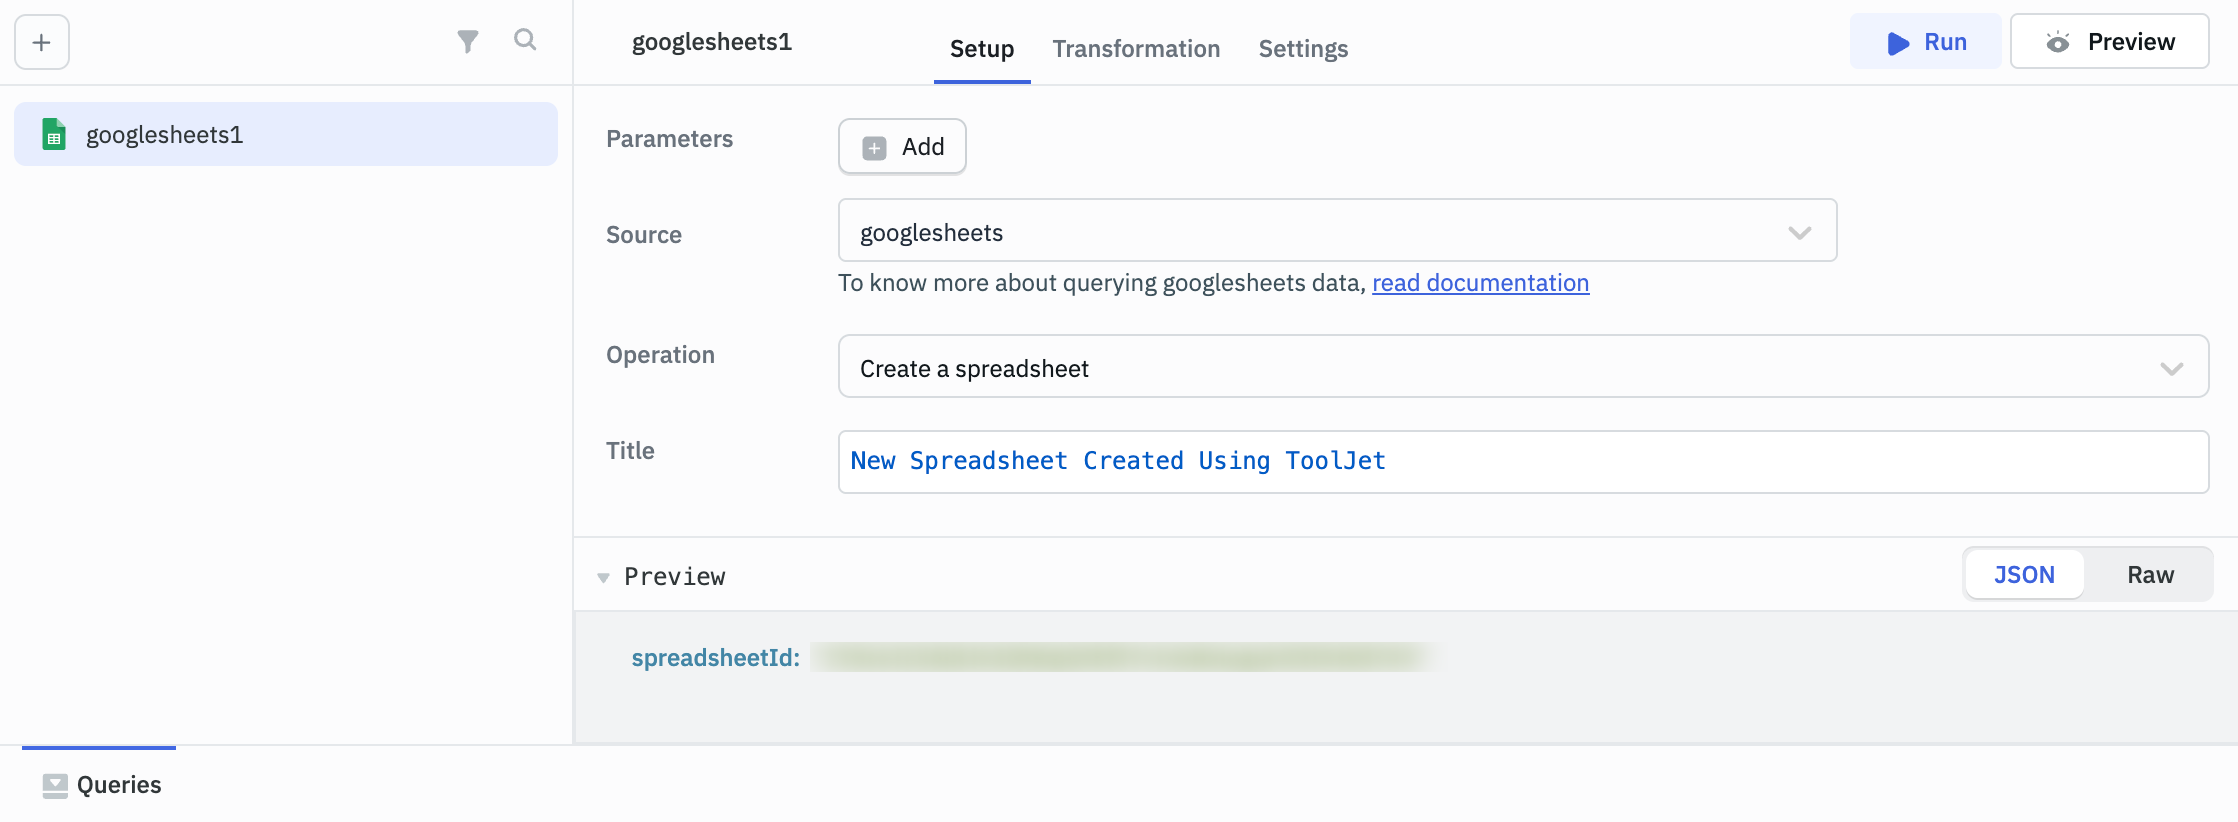 googlesheets1
Setup
Transformation
Settings
Run
Preview
googlesheets1
Parameters
Add
Source
googlesheets
To know more about querying googlesheets data, read documentation
Operation
Create a spreadsheet
Title
New Spreadsheet Created Using ToolJet
Preview
JSON
Raw
spreadsheetId:
Queries